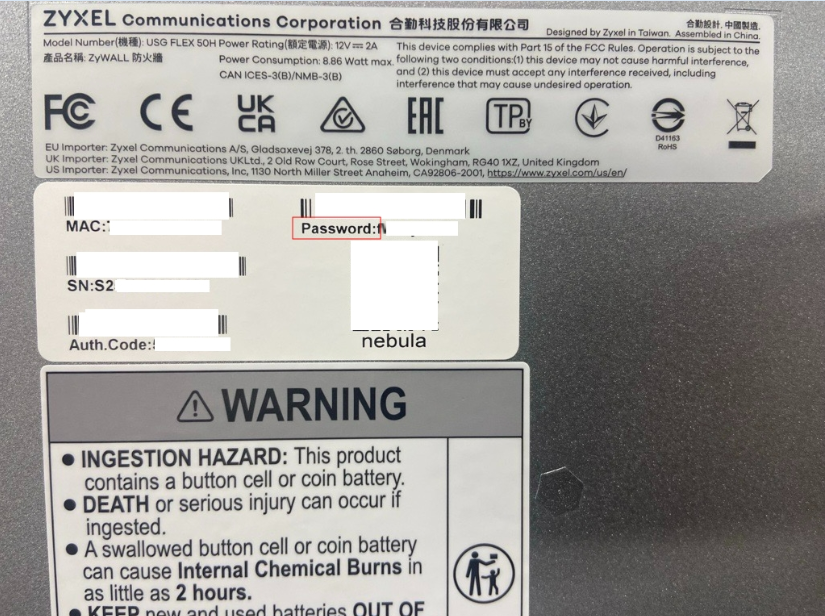 ZYXEL Communications Corporation 合勤科技股份有限公司
合勤設計, 中國製造.
Designed by Zyxel in Taiwan. Assembled in China.
Model Number(機種): USG FLEX 50H Power Rating(額定電源): 12V⎓2A
產品名稱: ZyWALL 防火牆
Power Consumption: 8.86 Watt max.
CAN ICES-3(B)/NMB-3(B)
This device complies with Part 15 of the FCC Rules. Operation is subject to the
following two conditions:(1) this device may not cause harmful interference,
and (2) this device must accept any interference received, including
interference that may cause undesired operation.
FC CE UK CA EAC TP BY
D41163
RoHS
EU Importer: Zyxel Communications A/S, Gladsaxevej 378, 2. th. 2860 Søborg, Denmark
UK Importer: Zyxel Communications UKLtd., 2 Old Row Court, Rose Street, Wokingham, RG40 1XZ, United Kingdom
US Importer: Zyxel Communications, Inc, 1130 North Miller Street Anaheim, CA92806-2001, https://www.zyxel.com/us/en/
MAC:
Password:
SN:S2
Auth.Code:
nebula
WARNING
● INGESTION HAZARD: This product
contains a button cell or coin battery.
● DEATH or serious injury can occur if
ingested.
● A swallowed button cell or coin battery
can cause Internal Chemical Burns in
as little as 2 hours.
● KEEP new and used batteries OUT OF